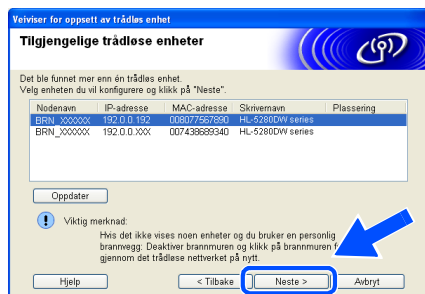 Veiviser for oppsett av trådløs enhet
Tilgjengelige trådløse enheter
Det ble funnet mer enn én trådløs enhet.
Velg enheten du vil konfigurere og klikk på "Neste".
Nodenavn IP-adresse MAC-adresse Skrivernavn Plassering
BRN_XXXXXX 192.0.0.192 008077567890 HL-5280DW series
BRN_XXXXXX 192.0.0.XXX 007438689340 HL-5280DW series
Oppdater
Viktig merknad:
Hvis det ikke vises noen enheter og du bruker en personlig
brannvegg: Deaktiver brannmuren og klikk på brannmuren
gjennom det trådløse nettverket på nytt.
Hjelp < Tilbake Neste > Avbryt